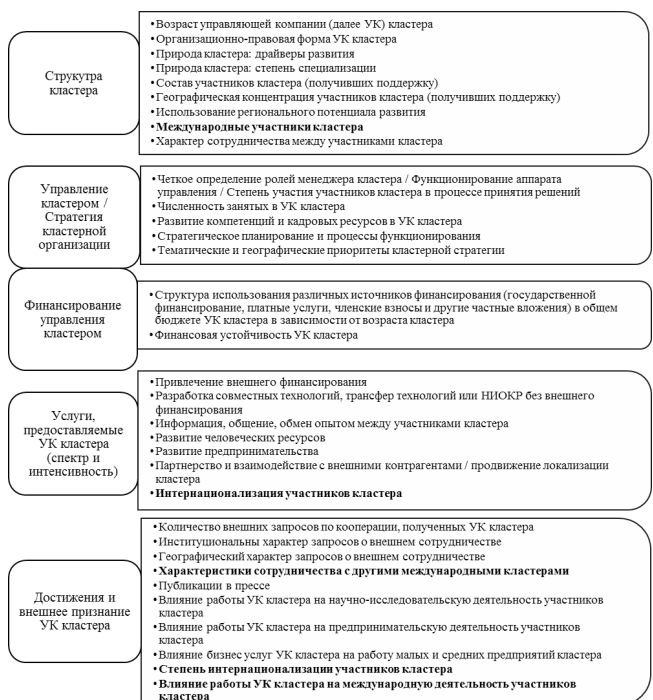 Струкутра
кластера
•Возраст управляющей компании (далее УК) кластера
•Организационно-правовая форма УК кластера
•Природа кластера: драйверы развития
•Природа кластера: степень специализации
•Состав участников кластера (получивших поддержку)
•Географическая концентрация участников кластера (получивших поддержку)
•Использование регионального потенциала развития
•Международные участники кластера
•Характер сотрудничества между участниками кластера
Управление
кластером /
Стратегия
кластерной
организации
•Четкое определение ролей менеджера кластера / Функционирование аппарата
управления / Степень участия участников кластера в процессе принятия решений
•Численность занятых в УК кластера
•Развитие компетенций и кадровых ресурсов в УК кластера
•Стратегическое планирование и процессы функционирования
•Тематические и географические приоритеты кластерной стратегии
Финансирование
управления
кластером
•Структура использования различных источников финансирования (государственной
финансирование, платные услуги, членские взносы и другие частные вложения) в общем
бюджете УК кластера в зависимости от возраста кластера
•Финансовая устойчивость УК кластера
Услуги,
предоставляемые
УК кластера
(спектр и
интенсивность)
•Привлечение внешнего финансирования
•Разработка совместных технологий, трансфер технологий или НИОКР без внешнего
финансирования
•Информация, общение, обмен опытом между участниками кластера
•Развитие человеческих ресурсов
•Развитие предпринимательства
•Партнерство и взаимодействие с внешними контрагентами / продвижение локализации
кластера
•Интернационализация участников кластера
Достижения и
внешнее признание
УК кластера
•Количество внешних запросов по кооперации, полученных УК кластера
•Институциональны характер запросов о внешнем сотрудничестве
•Географический характер запросов о внешнем сотрудничестве
•Характеристики сотрудничества с другими международными кластерами
•Публикации в прессе
•Влияние работы УК кластера на научно-исследовательскую деятельность участников
кластера
•Влияние работы УК кластера на предпринимательскую деятельность участников
кластера
•Влияние бизнес услуг УК кластера на работу малых и средних предприятий кластера
•Степень интернационализации участников кластера
•Влияние работы УК кластера на международную деятельность участников
кластера